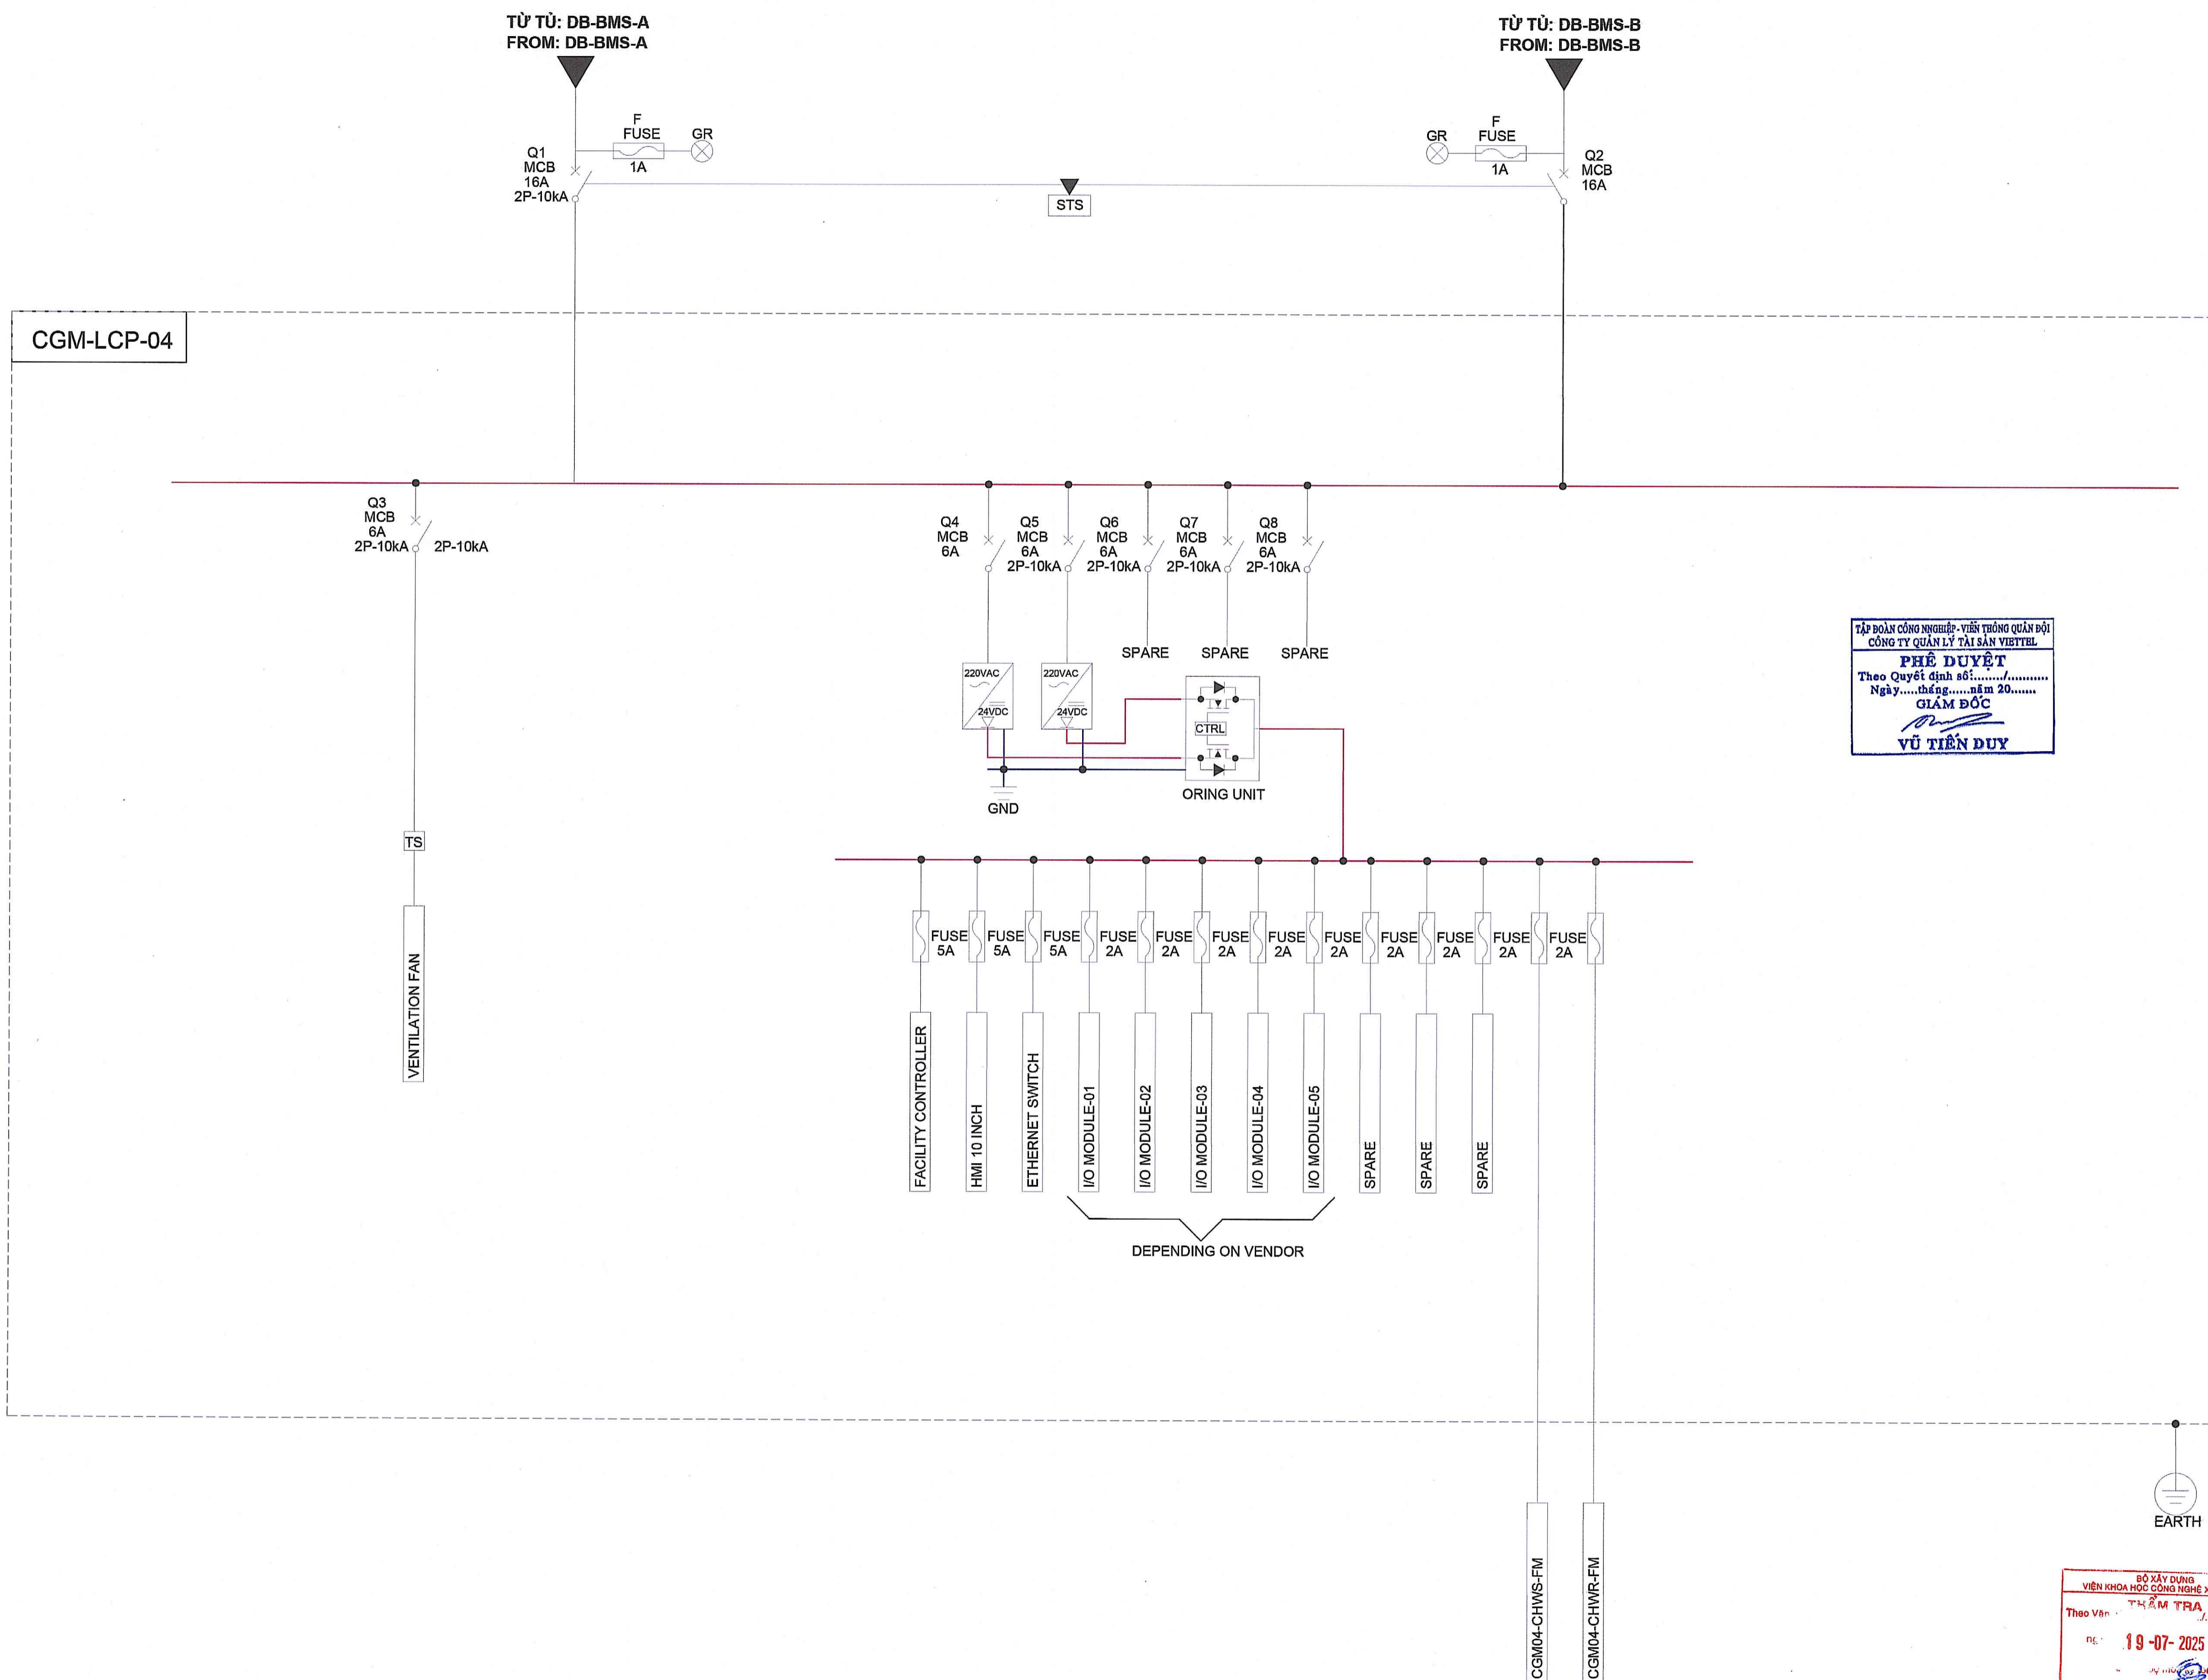 TỪ TỦ: DB-BMS-A
FROM: DB-BMS-A
TỪ TỦ: DB-BMS-B
FROM: DB-BMS-B
F
FUSE
1A
GR
Q1
MCB
16A
2P-10kA
STS
GR
F
FUSE
1A
Q2
MCB
16A
CGM-LCP-04
Q3
MCB
6A
2P-10kA
2P-10kA
Q4
MCB
6A
Q5
MCB
6A
2P-10kA
Q6
MCB
6A
2P-10kA
Q7
MCB
6A
2P-10kA
Q8
MCB
6A
2P-10kA
SPARE
SPARE
SPARE
220VAC
24VDC
220VAC
24VDC
CTRL
ORING UNIT
GND
TẬP ĐOÀN CÔNG NNGHIỆP - VIỄN THÔNG QUÂN ĐỘI
CÔNG TY QUẢN LÝ TÀI SẢN VIETTEL
PHÊ DUYỆT
Theo Quyết định số:......../...........
Ngày.....tháng......năm 20.......
GIÁM ĐỐC
VŨ TIẾN DUY
TS
VENTILATION FAN
FUSE
5A
FUSE
5A
FUSE
5A
FUSE
2A
FUSE
2A
FUSE
2A
FUSE
2A
FUSE
2A
FUSE
2A
FUSE
2A
FUSE
2A
FUSE
2A
FACILITY CONTROLLER
HMI 10 INCH
ETHERNET SWITCH
I/O MODULE-01
I/O MODULE-02
I/O MODULE-03
I/O MODULE-04
I/O MODULE-05
SPARE
SPARE
SPARE
DEPENDING ON VENDOR
CGM04-CHWS-FM
CGM04-CHWR-FM
EARTH
BỘ XÂY DỰNG
VIỆN KHOA HỌC CÔNG NGHỆ
THẨM TRA
Theo Văn
19-07-2025